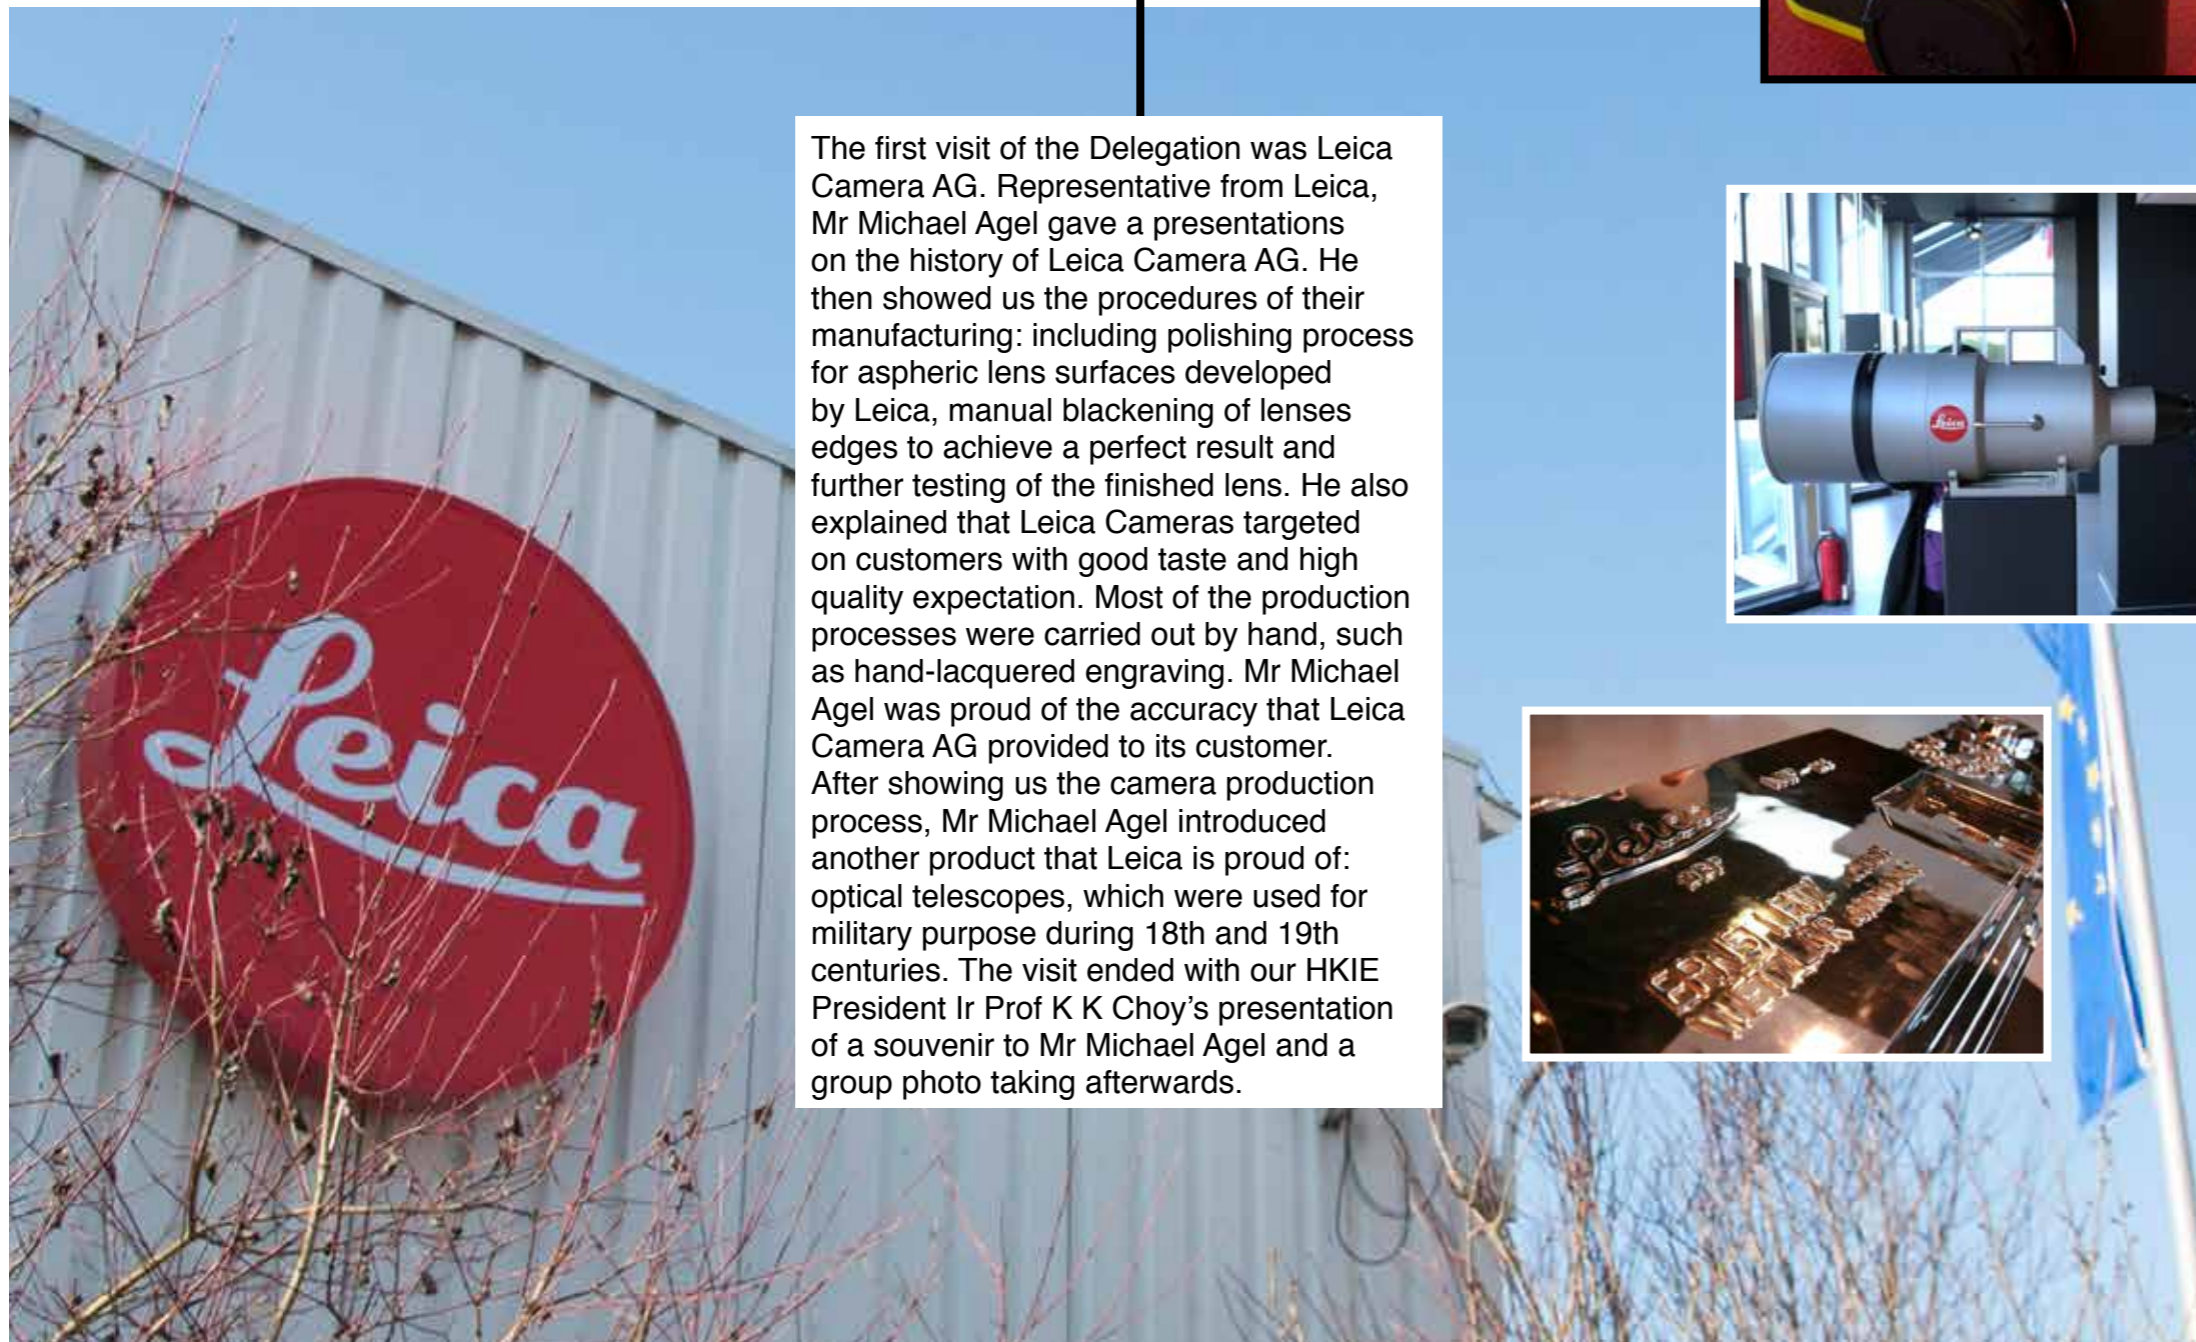 The first visit of the Delegation was Leica
Camera AG. Representative from Leica,
Mr Michael Agel gave a presentations
on the history of Leica Camera AG. He
then showed us the procedures of their
manufacturing: including polishing process
for aspheric lens surfaces developed
by Leica, manual blackening of lenses
edges to achieve a perfect result and
further testing of the finished lens. He also
explained that Leica Cameras targeted
on customers with good taste and high
quality expectation. Most of the production
processes were carried out by hand, such
as hand-lacquered engraving. Mr Michael
Agel was proud of the accuracy that Leica
Camera AG provided to its customer.
After showing us the camera production
process, Mr Michael Agel introduced
another product that Leica is proud of:
optical telescopes, which were used for
military purpose during 18th and 19th
centuries. The visit ended with our HKIE
President Ir Prof K K Choy’s presentation
of a souvenir to Mr Michael Agel and a
group photo taking afterwards.
Leica
Leica
Leica